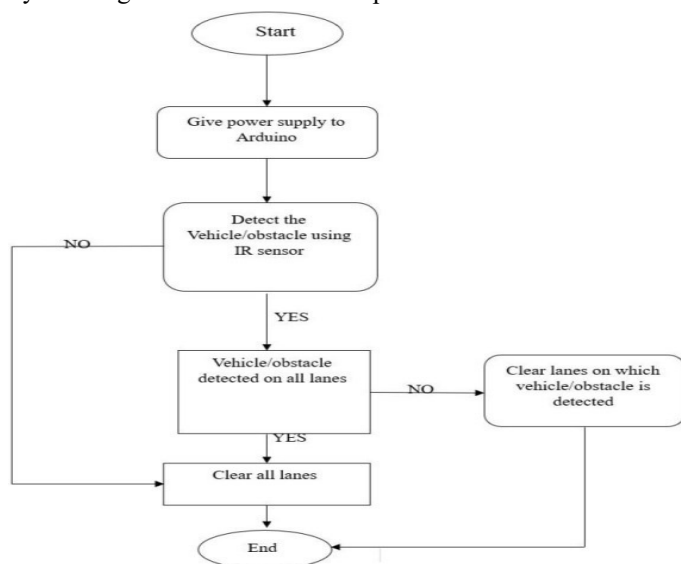 Start
Give power supply to
Arduino
Detect the
Vehicle/obstacle using
IR sensor
NO
YES
Vehicle/obstacle
detected on all lanes
NO
Clear lanes on which
vehicle/obstacle is
detected
YES
Clear all lanes
End